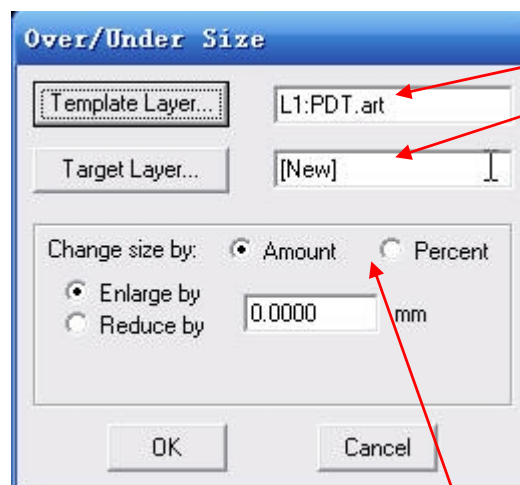 Over/Under Size
Template Layer... L1:PDT.art
Target Layer... [New]
Change size by: Amount Percent
Enlarge by
0.0000 mm
Reduce by
OK Cancel